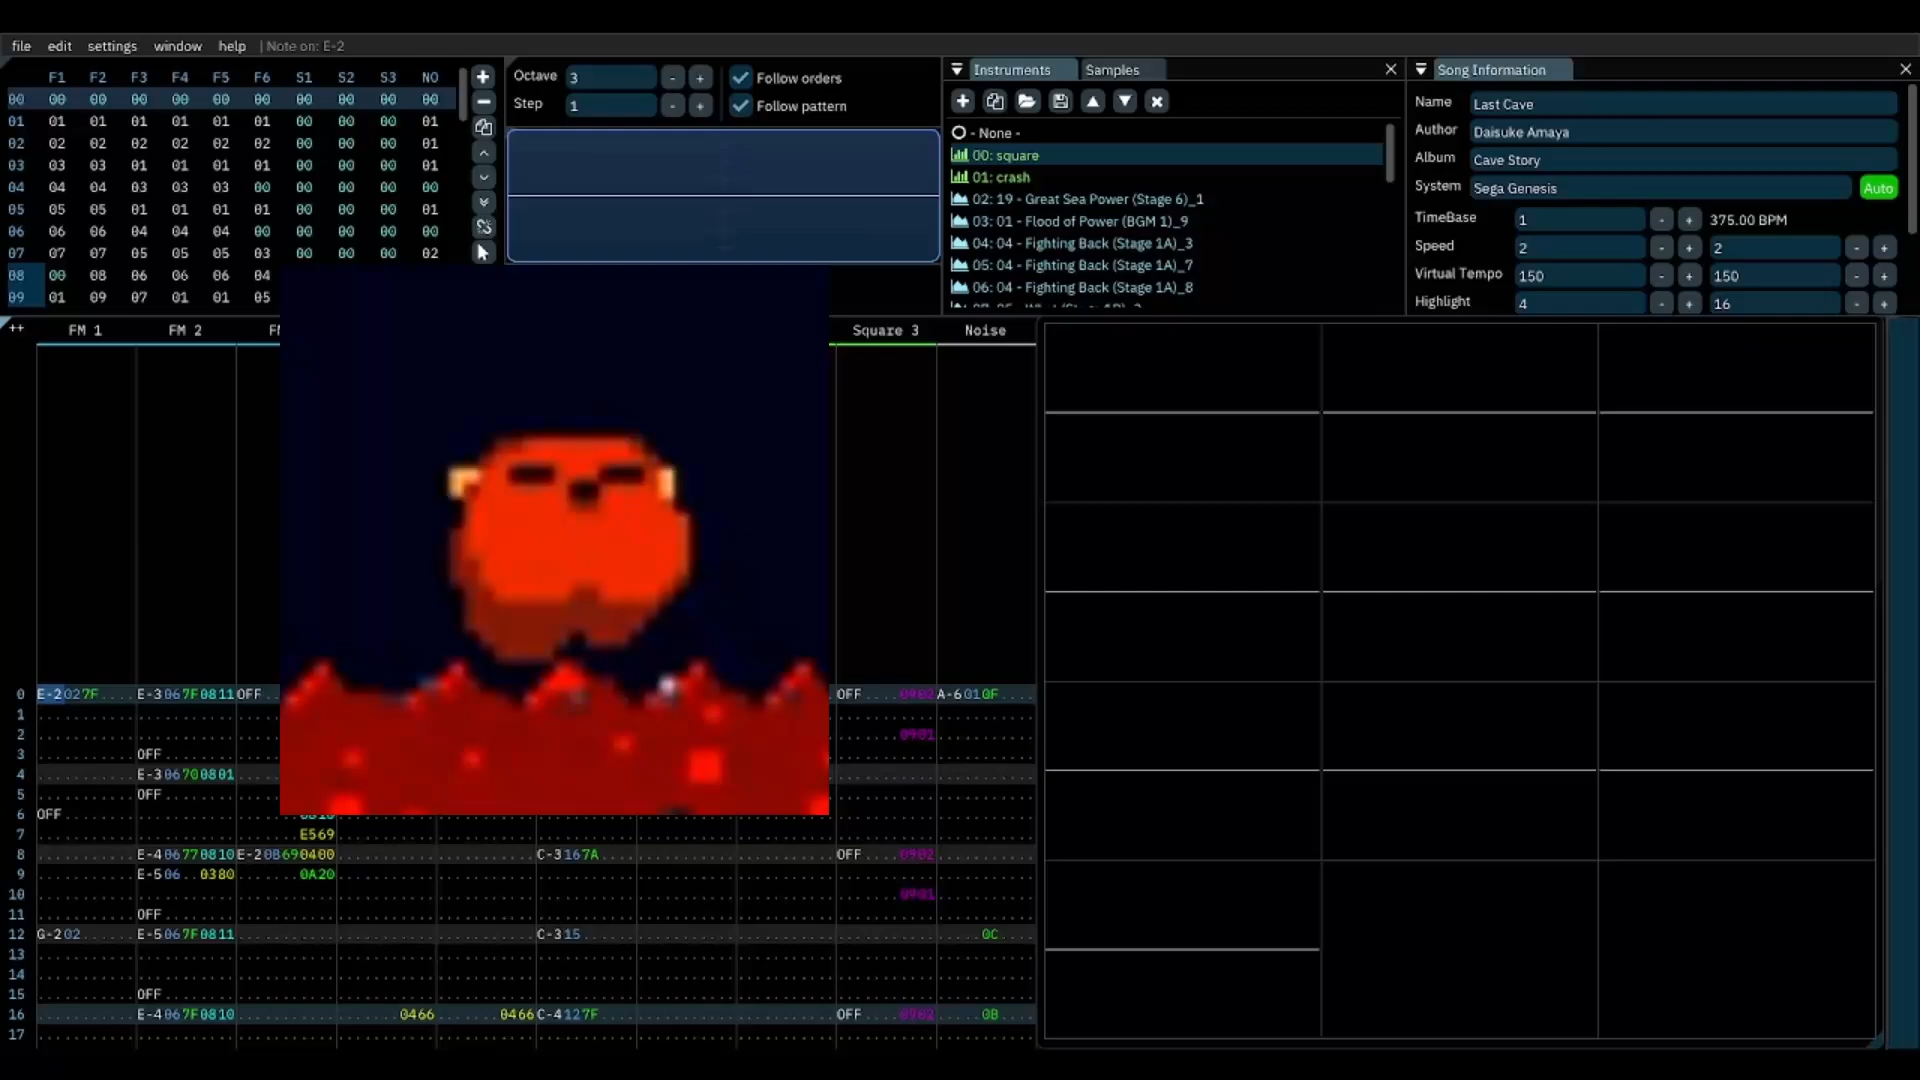 file edit settings window help | Note on: E-2
F1 F2 F3 F4 F5 F6 S1 S2 S3 NO
00 00 00 00 00 00 00 00 00 00 00
01 01 01 01 01 01 01 00 00 00 01
02 02 02 02 02 02 02 00 00 00 01
03 03 03 01 01 01 01 00 00 00 01
04 04 04 03 03 03 00 00 00 00 00
05 05 05 01 01 01 01 00 00 00 01
06 06 06 04 04 04 00 00 00 00 00
07 07 07 05 05 05 03 00 00 00 02
08 00 08 06 06 06 04
09 01 09 07 01 01 05
Octave 3 - +
Step 1 - +
Follow orders
Follow pattern
Instruments Samples
- None -
00: square
01: crash
02: 19 - Great Sea Power (Stage 6)_1
03: 01 - Flood of Power (BGM 1)_9
04: 04 - Fighting Back (Stage 1A)_3
05: 04 - Fighting Back (Stage 1A)_7
06: 04 - Fighting Back (Stage 1A)_8
Song Information
Name Last Cave
Author Daisuke Amaya
Album Cave Story
System Sega Genesis Auto
TimeBase 1 - + 375.00 BPM
Speed 2 - + 2 - +
Virtual Tempo 150 - + 150 - +
Highlight 4 - + 16 - +
++ FM 1 FM 2 FM Square 3 Noise
0 E-2027F.... E-3067F0811 OFF.. OFF....0902 A-6010F....
1
2 0901
3 OFF
4 E-306700801
5 OFF
6 OFF
7 E569
8 E-406770810 E-20B690400 C-3167A OFF....0902
9 E-506..0380 0A20
10 0901
11 OFF
12 G-202 E-5067F0811 C-315 0C
13
14
15 OFF
16 E-4067F0810 0466 0466 C-4127F OFF....0902 0B
17